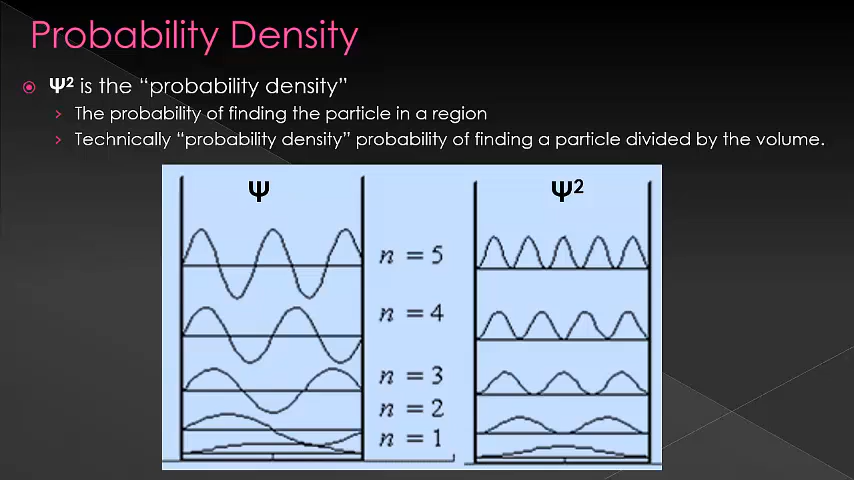 Probability Density
Ψ² is the “probability density”
The probability of finding the particle in a region
Technically “probability density” probability of finding a particle divided by the volume.
Ψ
Ψ²
n = 5
n = 4
n = 3
n = 2
n = 1